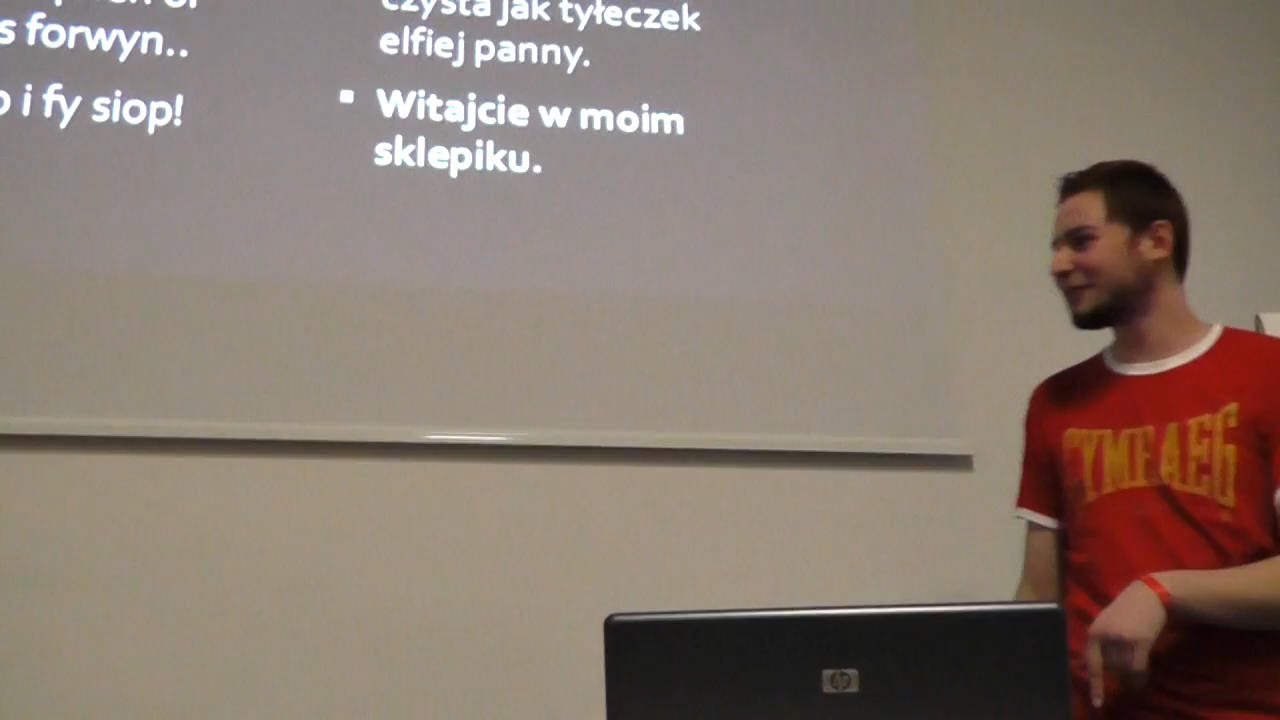 s forwyn..
i fy siop!
czysta jak tyłeczek
elfiej panny.
Witajcie w moim
sklepiku.
CYMRAEG
hp